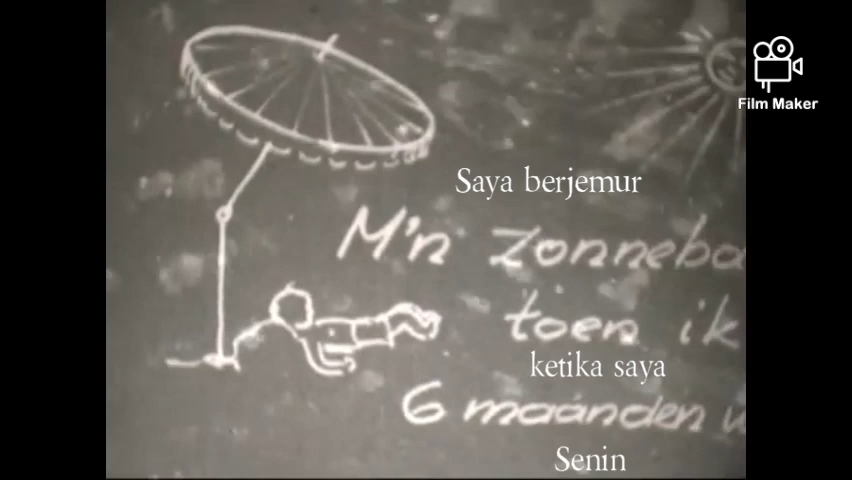 Film Maker
Saya berjemur
M'n zonneba
toen ik
ketika saya
6 maanden
Senin